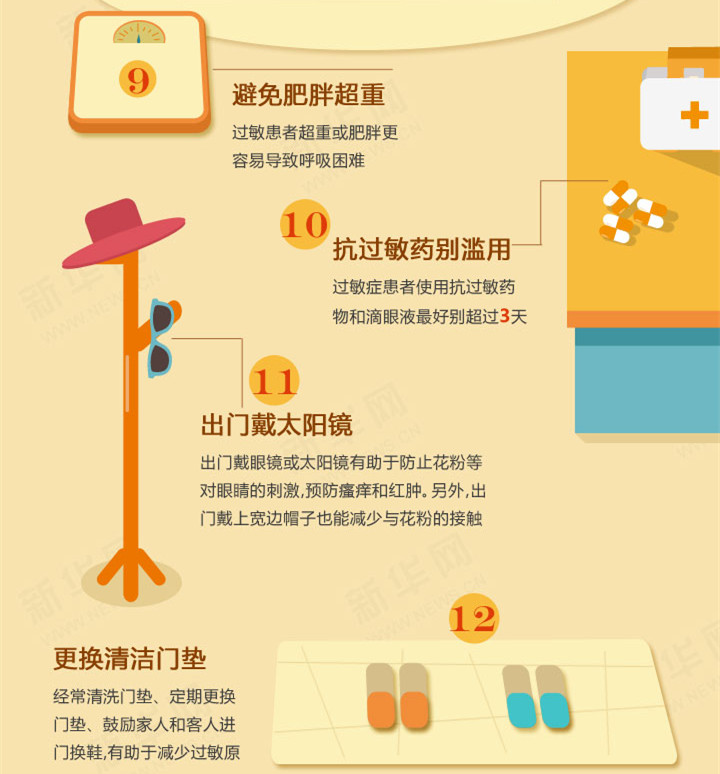 9
避免肥胖超重
过敏患者超重或肥胖更
容易导致呼吸困难
10
抗过敏药别滥用
过敏症患者使用抗过敏药
物和滴眼液最好别超过3天
11
出门戴太阳镜
出门戴眼镜或太阳镜有助于防止花粉等
对眼睛的刺激,预防瘙痒和红肿。另外,出
门戴上宽边帽子也能减少与花粉的接触
12
更换清洁门垫
经常清洗门垫、定期更换
门垫、鼓励家人和客人进
门换鞋,有助于减少过敏原
新华网
WWW.NEWS.CN